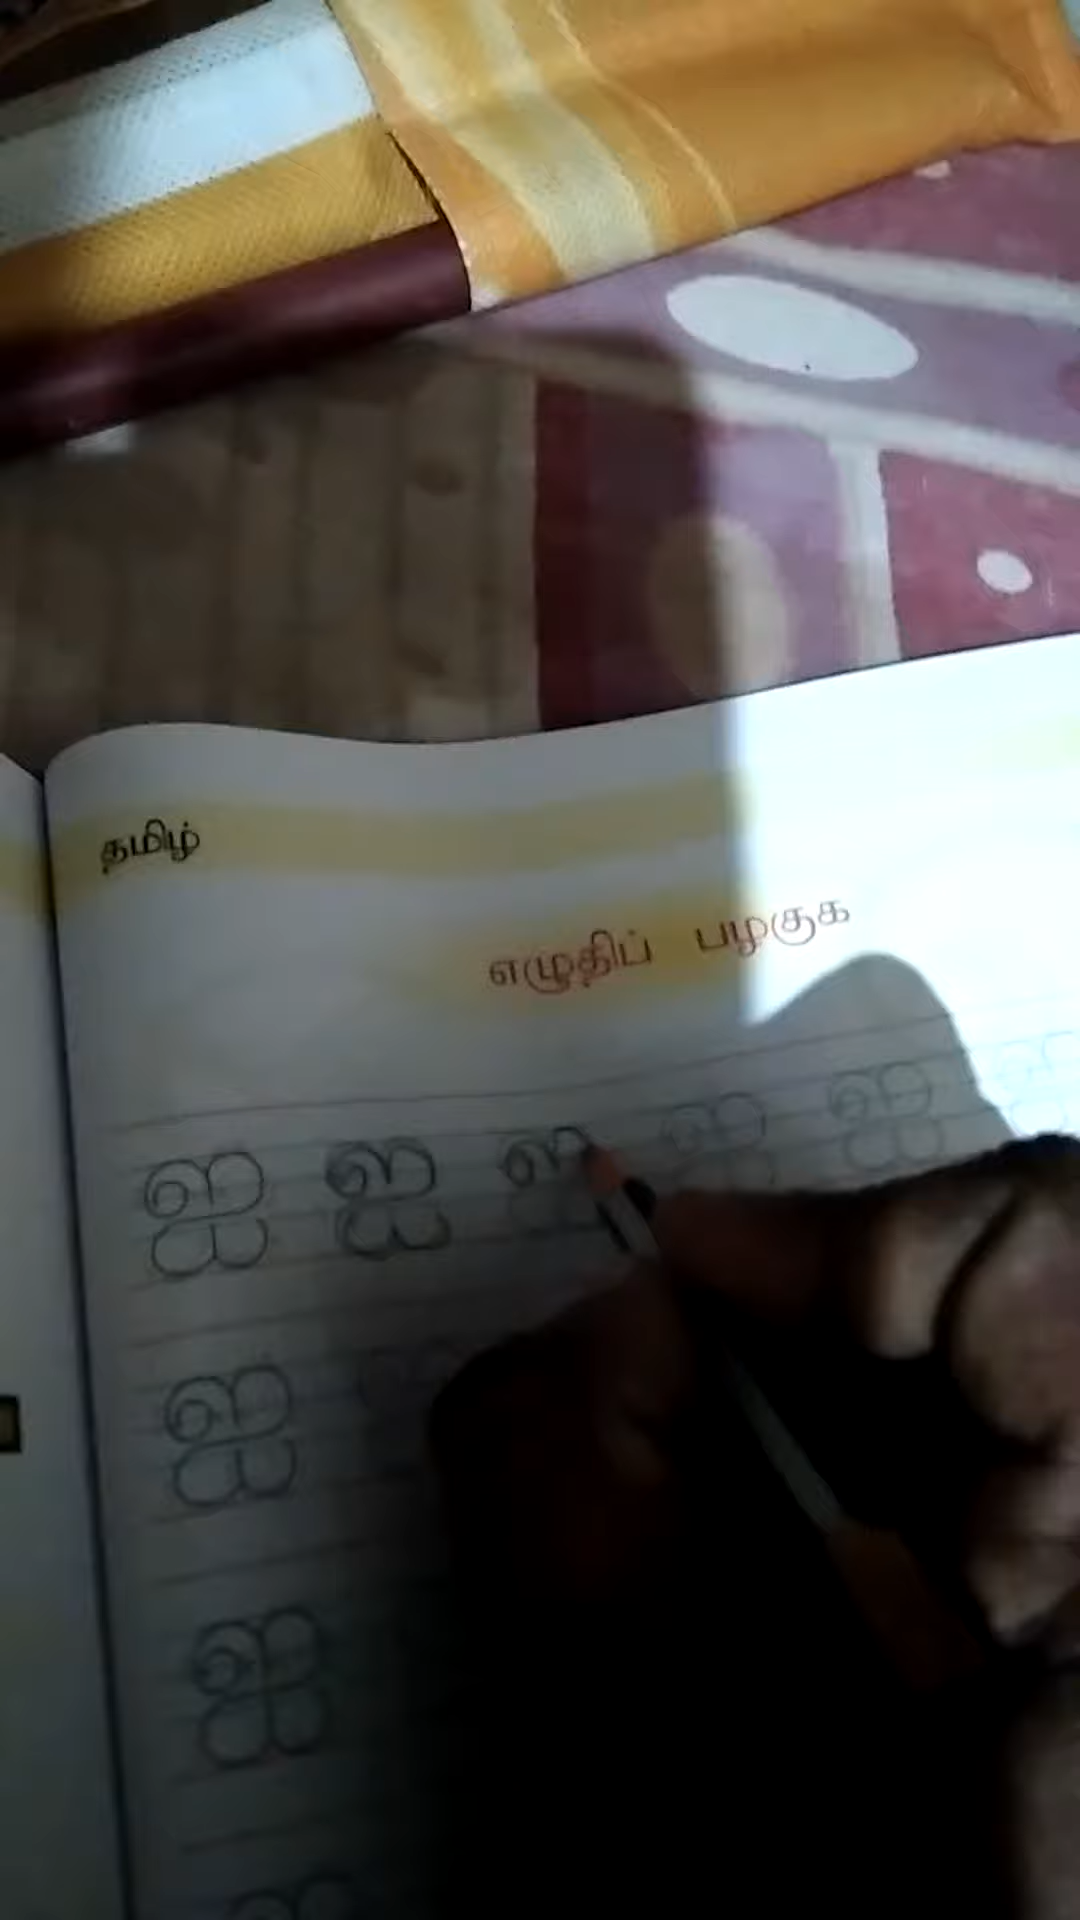 தமிழ்
எழுதிப் பழகுக
ஐ ஐ ஐ ஐ ஐ
ஐ
ஐ